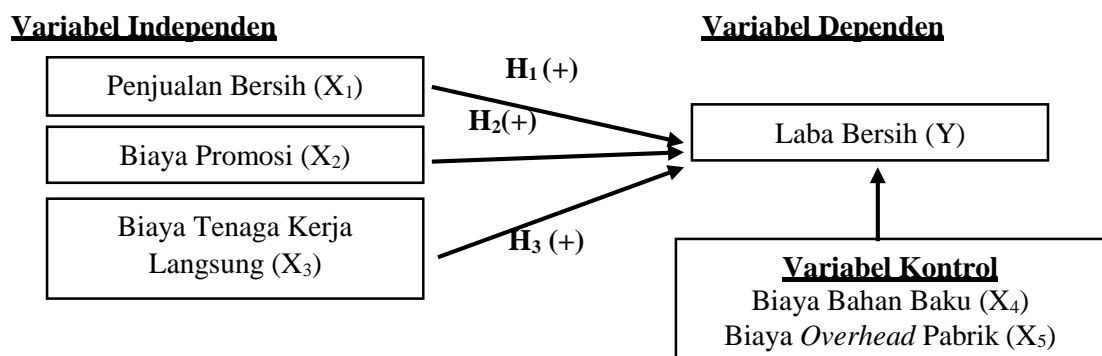 Variabel Independen
Variabel Dependen
Penjualan Bersih (X₁)
H₁ (+)
Biaya Promosi (X₂)
H₂(+)
Laba Bersih (Y)
Biaya Tenaga Kerja
Langsung (X₃)
H₃ (+)
Variabel Kontrol
Biaya Bahan Baku (X₄)
Biaya Overhead Pabrik (X₅)